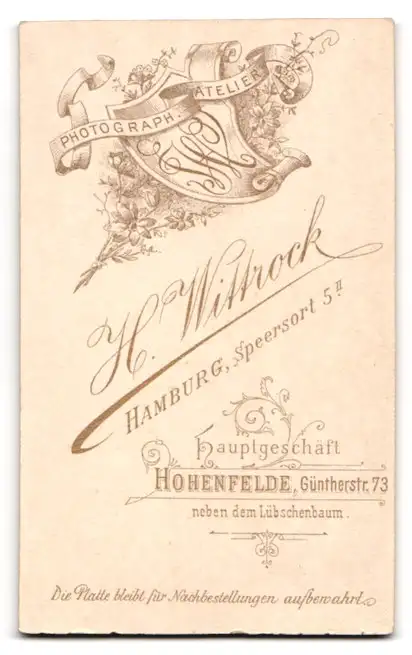 PHOTOGRAPH. ATELIER
H. Wittrock
HAMBURG, Speersort 5 II
Hauptgeschäft
HOHENFELDE, Güntherstr. 73
neben dem Lübschenbaum.
Die Platte bleibt für Nachbestellungen aufbewahrt.